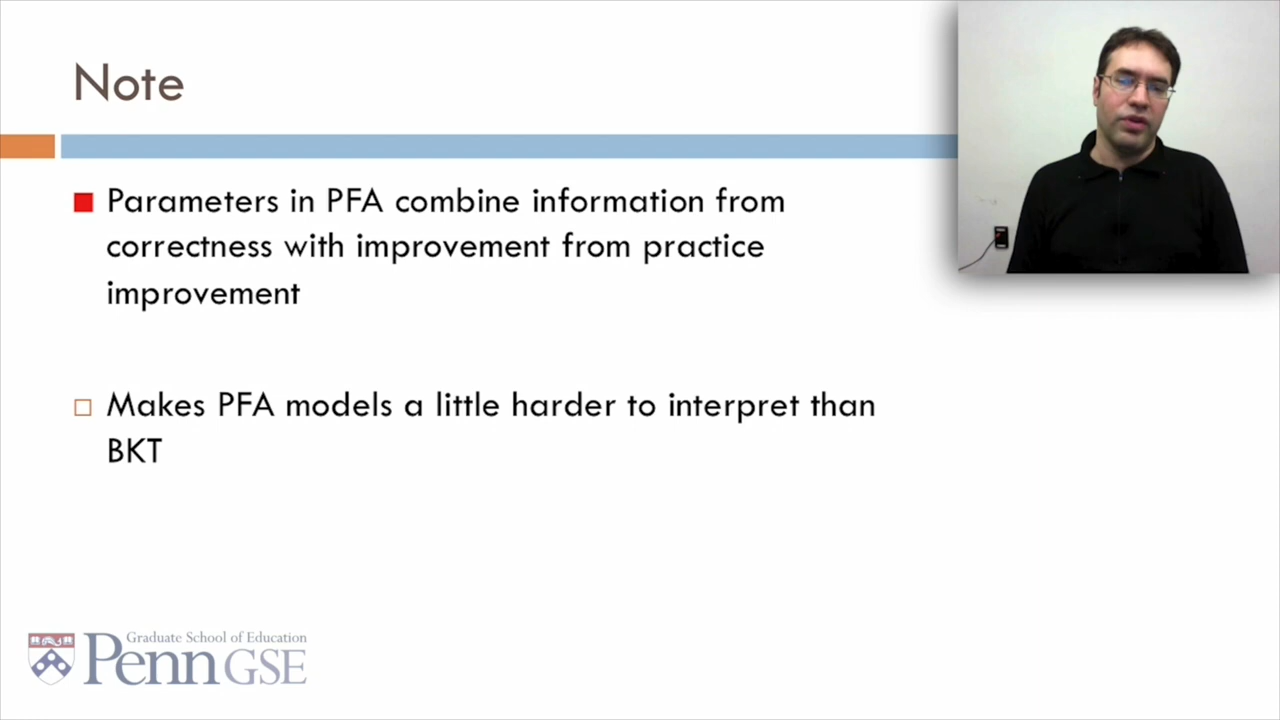 Note
Parameters in PFA combine information from
correctness with improvement from practice
improvement
Makes PFA models a little harder to interpret than
BKT
Graduate School of Education
Penn GSE